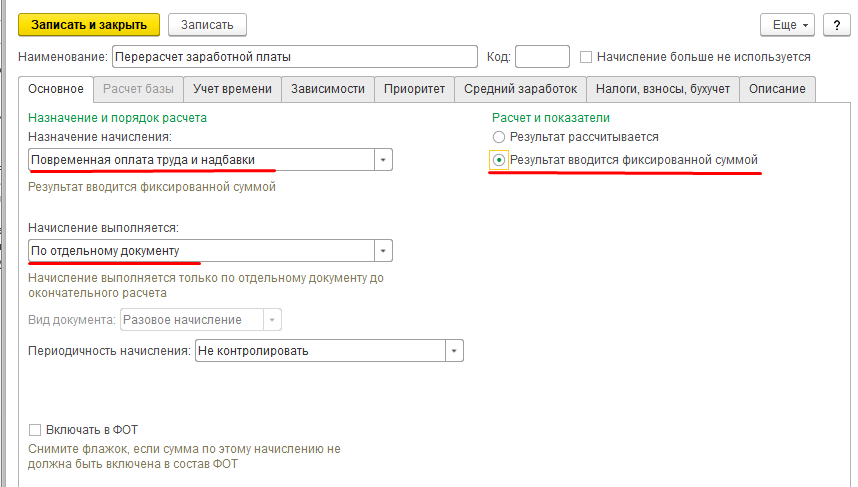 Записать и закрыть Записать Еще ?
Наименование: Перерасчет заработной платы Код: Начисление больше не используется
Основное Расчет базы Учет времени Зависимости Приоритет Средний заработок Налоги, взносы, бухучет Описание
Назначение и порядок расчета
Назначение начисления:
Повременная оплата труда и надбавки
Результат вводится фиксированной суммой
Начисление выполняется:
По отдельному документу
Начисление выполняется только по отдельному документу до
окончательного расчета
Вид документа: Разовое начисление
Периодичность начисления: Не контролировать
Включать в ФОТ
Снимите флажок, если сумма по этому начислению не
должна быть включена в состав ФОТ
Расчет и показатели
Результат рассчитывается
Результат вводится фиксированной суммой